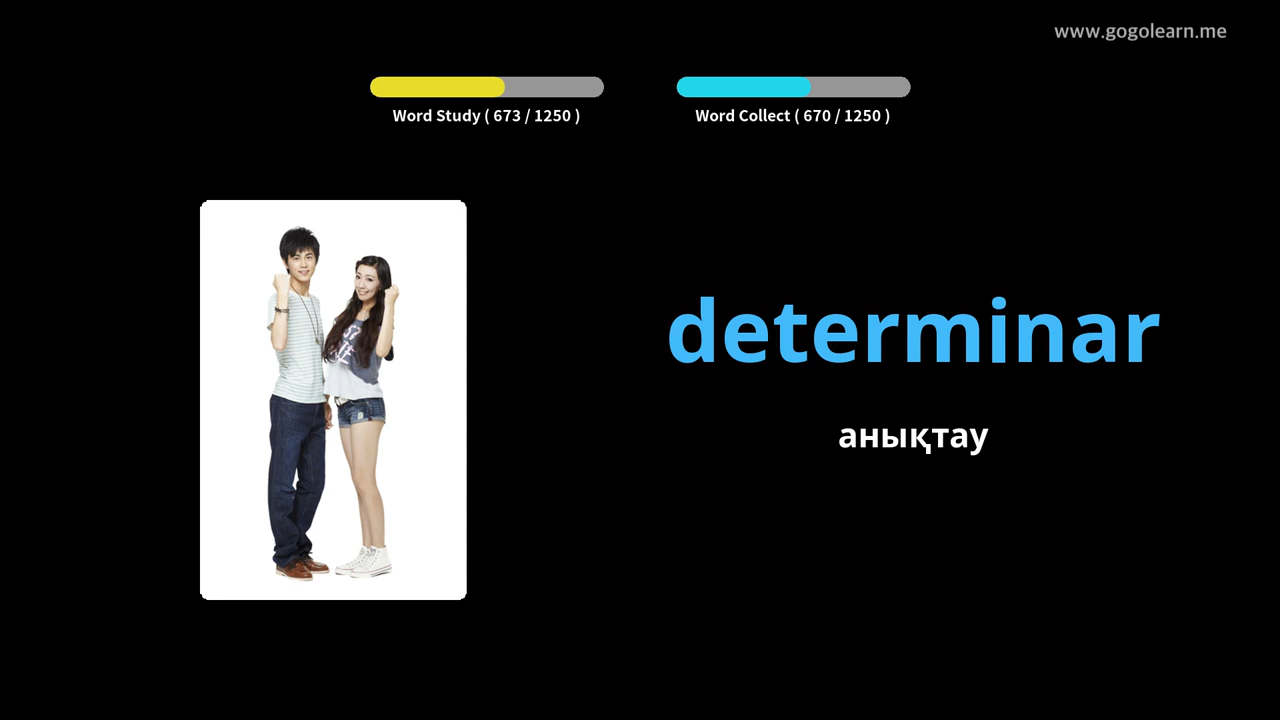 www.gogolearn.me
Word Study ( 673 / 1250 )
Word Collect ( 670 / 1250 )
determinar
анықтау